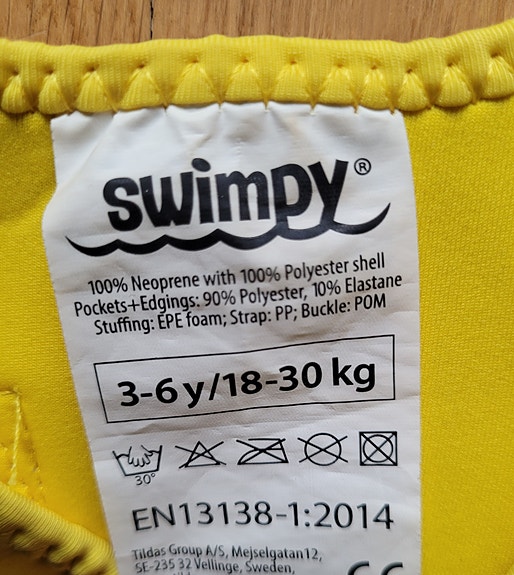 swimpy®
100% Neoprene with 100% Polyester shell
Pockets+Edgings: 90% Polyester, 10% Elastane
Stuffing: EPE foam; Strap: PP; Buckle: POM
3-6 y/18-30 kg
30°
EN13138-1:2014
Tildas Group A/S, Mejselgatan12,
SE-235 32 Vellinge, Sweden,
CE